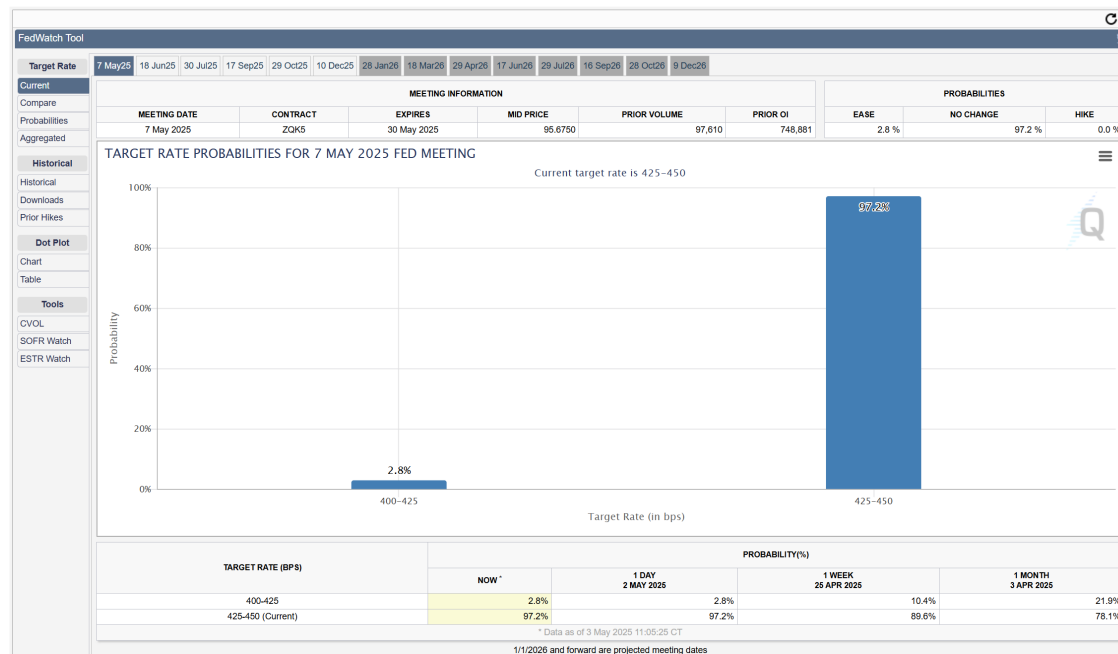 FedWatch Tool
Target Rate
Current
Compare
Probabilities
Aggregated
Historical
Historical
Downloads
Prior Hikes
Dot Plot
Chart
Table
Tools
CVOL
SOFR Watch
ESTR Watch
7 May25 18 Jun25 30 Jul25 17 Sep25 29 Oct25 10 Dec25 28 Jan26 18 Mar26 29 Apr26 17 Jun26 29 Jul26 16 Sep26 28 Oct26 9 Dec26
MEETING INFORMATION PROBABILITIES
MEETING DATE CONTRACT EXPIRES MID PRICE PRIOR VOLUME PRIOR OI EASE NO CHANGE HIKE
7 May 2025 ZQK5 30 May 2025 95.6750 97,610 748,881 2.8 % 97.2 % 0.0 %
TARGET RATE PROBABILITIES FOR 7 MAY 2025 FED MEETING
Current target rate is 425–450
Probability
100%
80%
60%
40%
20%
0%
2.8%
97.2%
Q
400–425 425–450
Target Rate (in bps)
TARGET RATE (BPS) PROBABILITY(%)
NOW * 1 DAY 1 WEEK 1 MONTH
2 MAY 2025 25 APR 2025 3 APR 2025
400-425 2.8% 2.8% 10.4% 21.9%
425-450 (Current) 97.2% 97.2% 89.6% 78.1%
* Data as of 3 May 2025 11:05:25 CT
1/1/2026 and forward are projected meeting dates